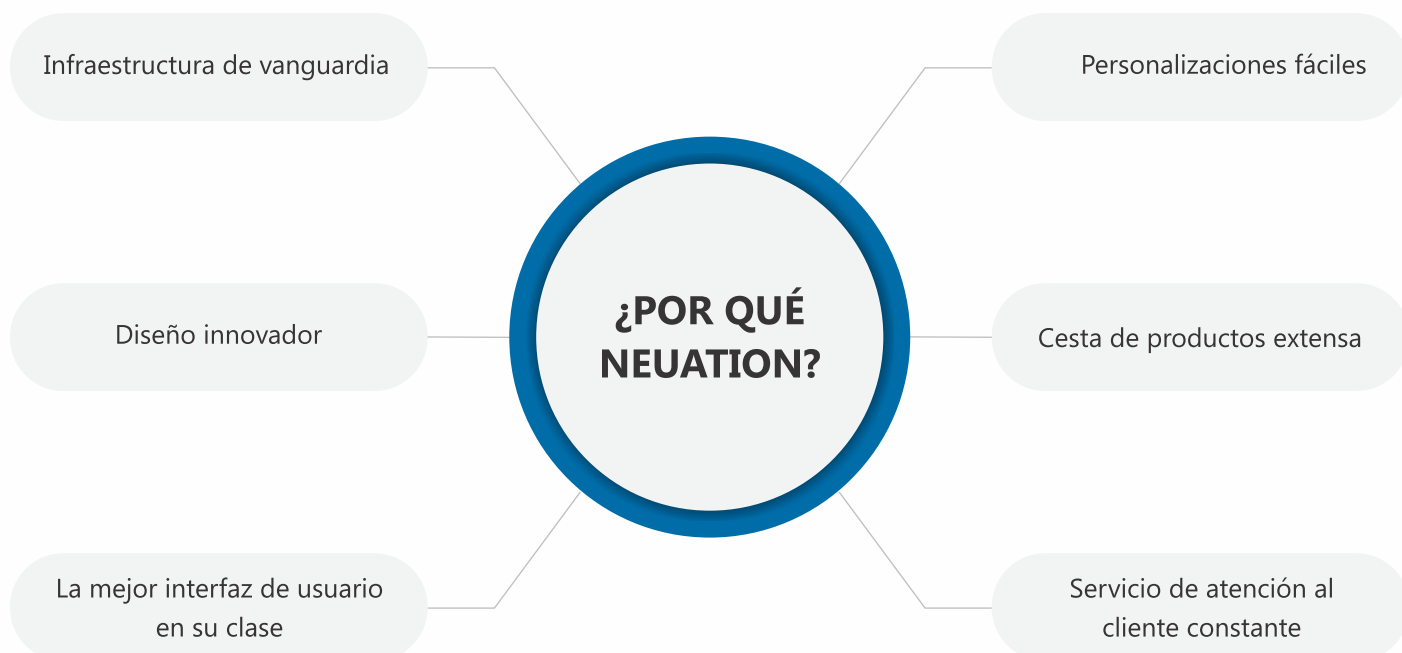 Infraestructura de vanguardia
Personalizaciones fáciles
¿POR QUÉ
NEUATION?
Diseño innovador
Cesta de productos extensa
La mejor interfaz de usuario
en su clase
Servicio de atención al
cliente constante